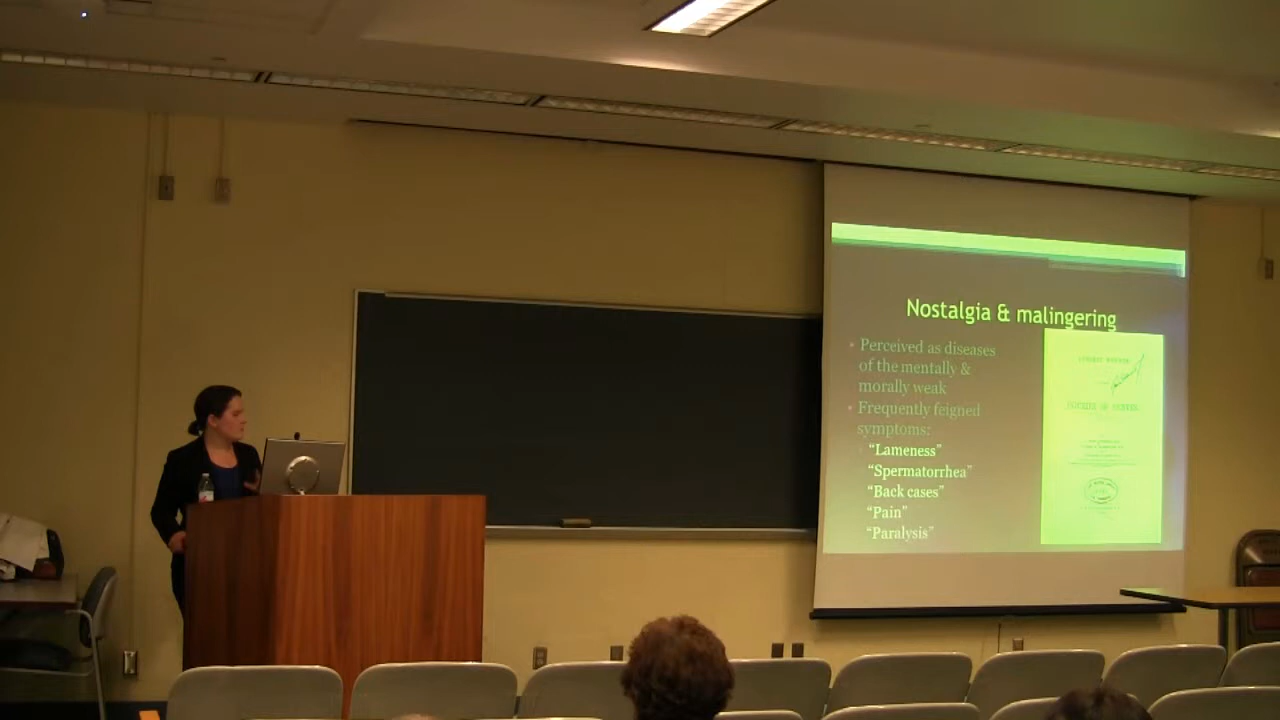 Nostalgia & malingering
• Perceived as diseases
of the mentally &
morally weak
• Frequently feigned
symptoms:
“Lameness”
“Spermatorrhea”
“Back cases”
“Pain”
“Paralysis”